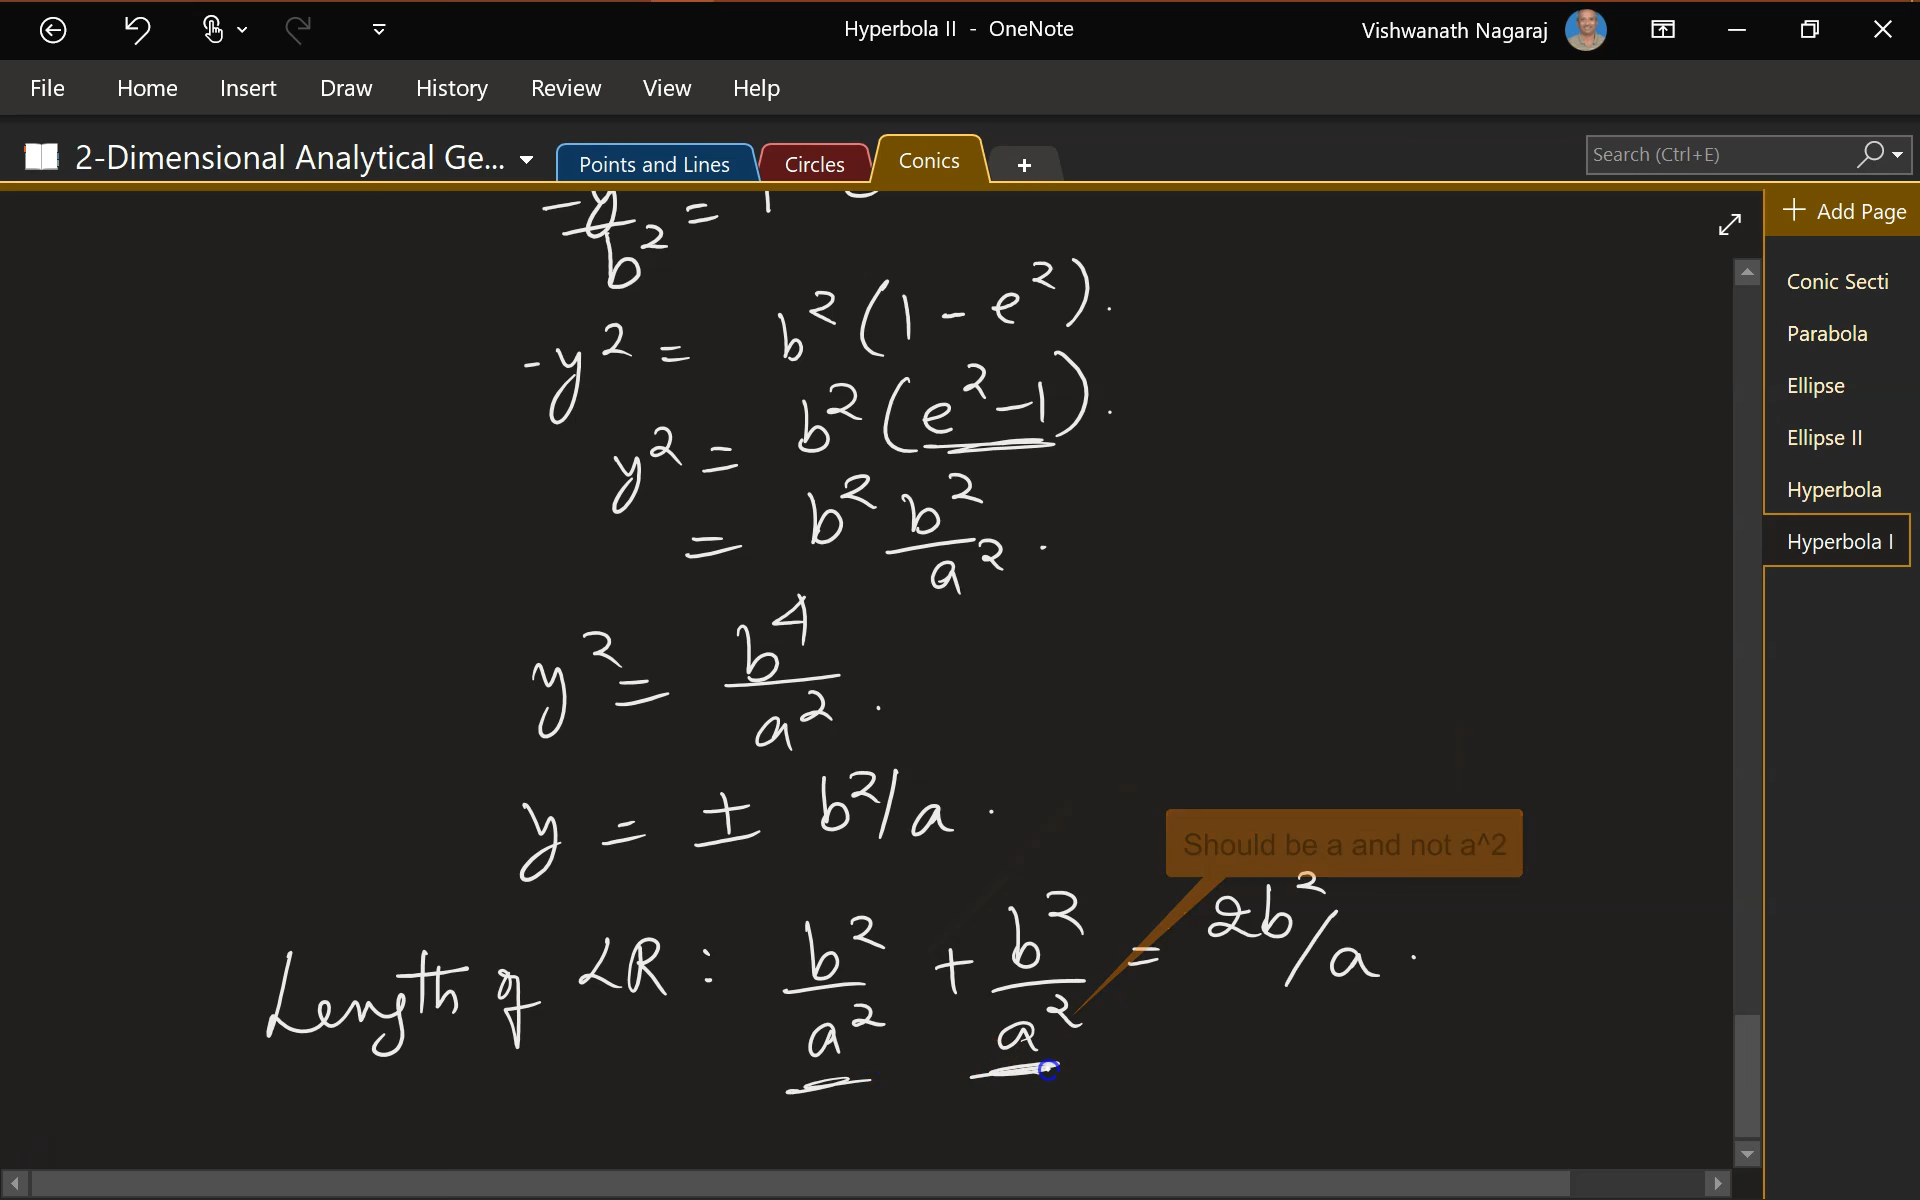 Hyperbola II - OneNote
Vishwanath Nagaraj
File Home Insert Draw History Review View Help
2-Dimensional Analytical Ge...
Points and Lines
Circles
Conics
+
Search (Ctrl+E)
+ Add Page
Conic Secti
Parabola
Ellipse
Ellipse II
Hyperbola
Hyperbola I
b²
-y² = b²(1 - e²).
y² = b²(e² - 1).
= b² b²/a².
y² = b⁴/a².
y = ± b²/a.
Should be a and not a^2
Length of LR : b²/a² + b²/a² = 2b²/a.